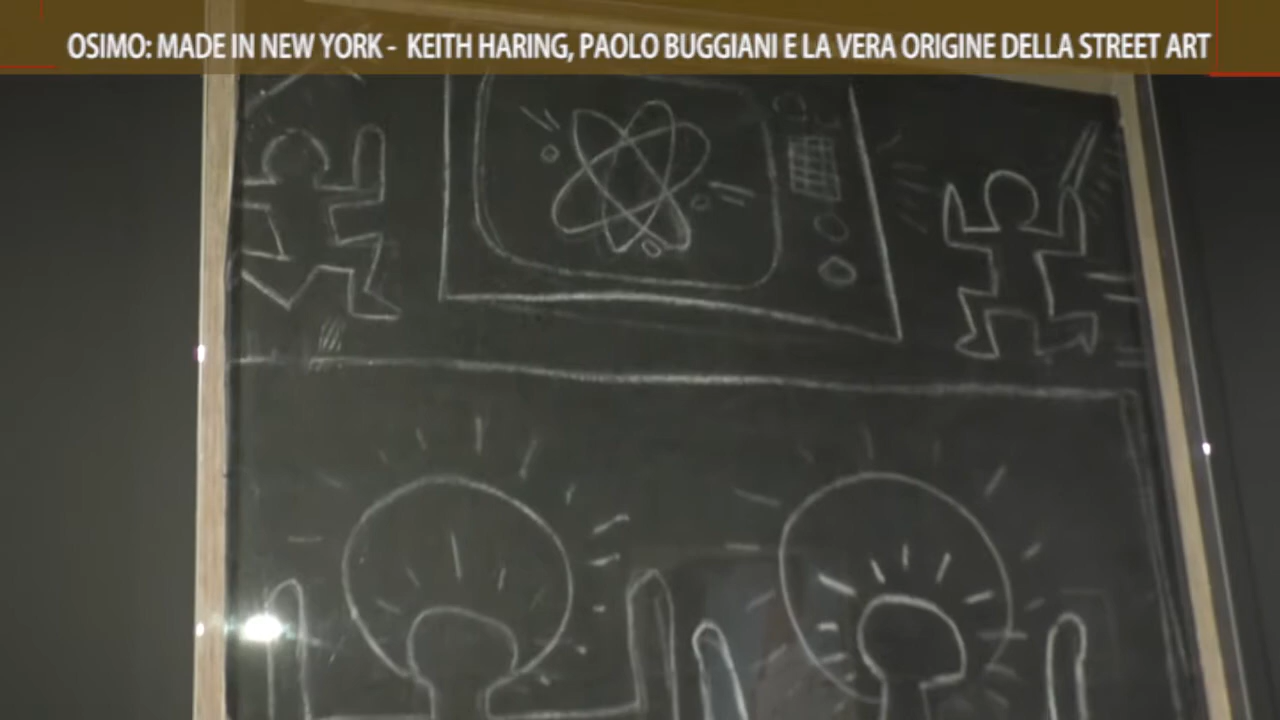 OSIMO: MADE IN NEW YORK - KEITH HARING, PAOLO BUGGIANI E LA VERA ORIGINE DELLA STREET ART